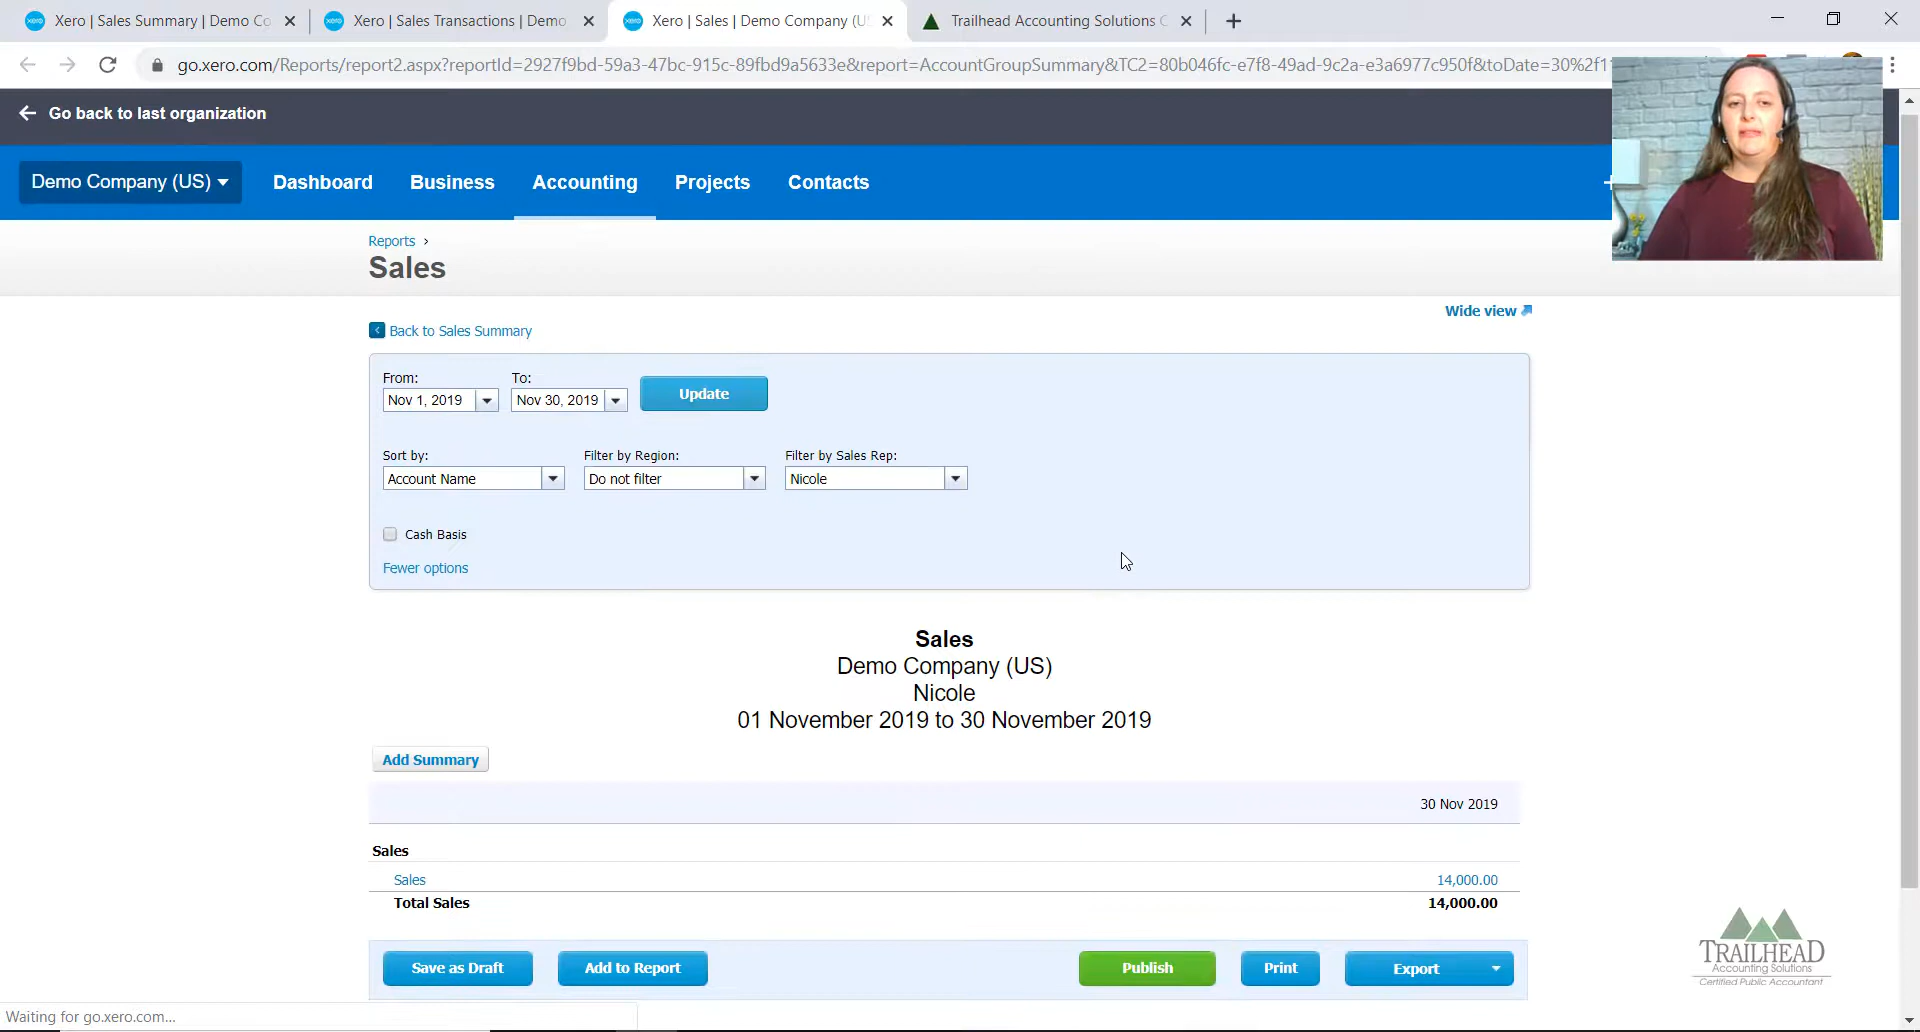 Xero | Sales Summary | Demo Co
Xero | Sales Transactions | Demo
Xero | Sales | Demo Company (U
Trailhead Accounting Solutions C
go.xero.com/Reports/report2.aspx?reportId=2927f9bd-59a3-47bc-915c-89fbd9a5633e&report=AccountGroupSummary&TC2=80b046fc-e7f8-49ad-9c2a-e3a6977c950f&toDate=30%2f1
Go back to last organization
Demo Company (US)
Dashboard
Business
Accounting
Projects
Contacts
Reports ›
Sales
Wide view
Back to Sales Summary
From:
To:
Nov 1, 2019
Nov 30, 2019
Update
Sort by:
Filter by Region:
Filter by Sales Rep:
Account Name
Do not filter
Nicole
Cash Basis
Fewer options
Sales
Demo Company (US)
Nicole
01 November 2019 to 30 November 2019
Add Summary
30 Nov 2019
Sales
Sales 14,000.00
Total Sales 14,000.00
Save as Draft
Add to Report
Publish
Print
Export
TRAILHEAD
Accounting Solutions
Certified Public Accountant
Waiting for go.xero.com...